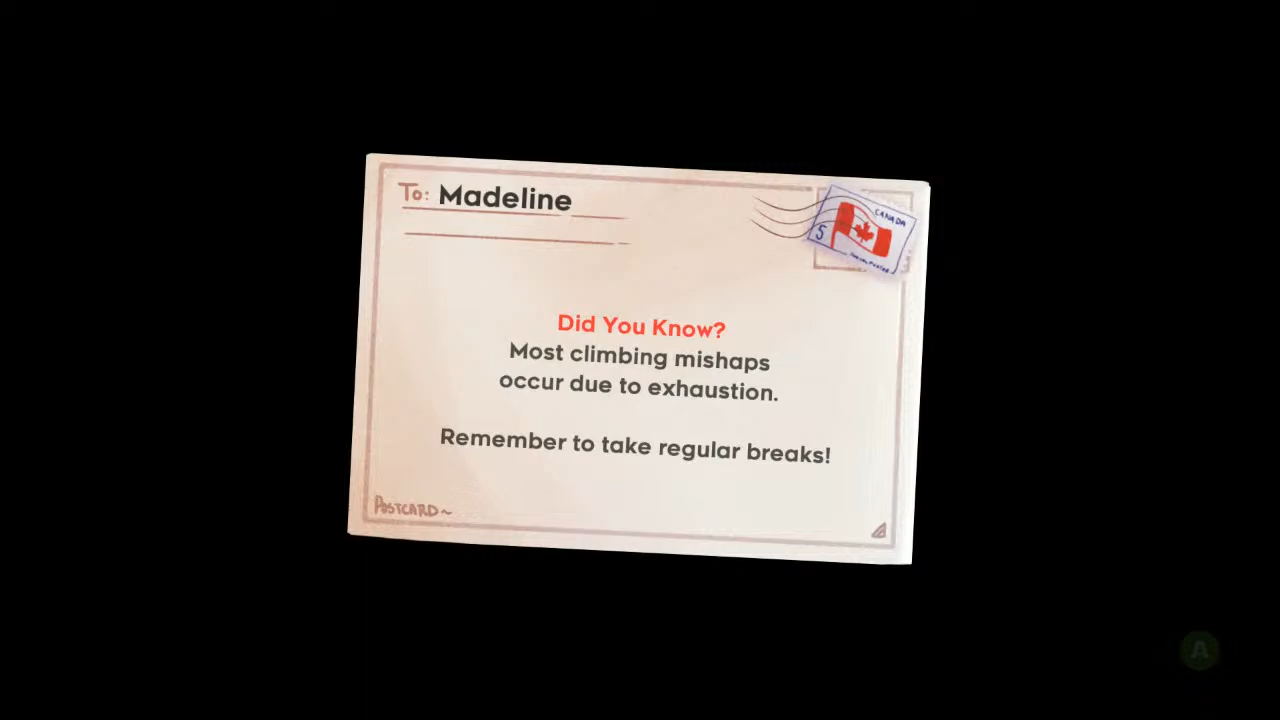 To: Madeline
CANADA
5
Did You Know?
Most climbing mishaps
occur due to exhaustion.
Remember to take regular breaks!
POSTCARD~
A